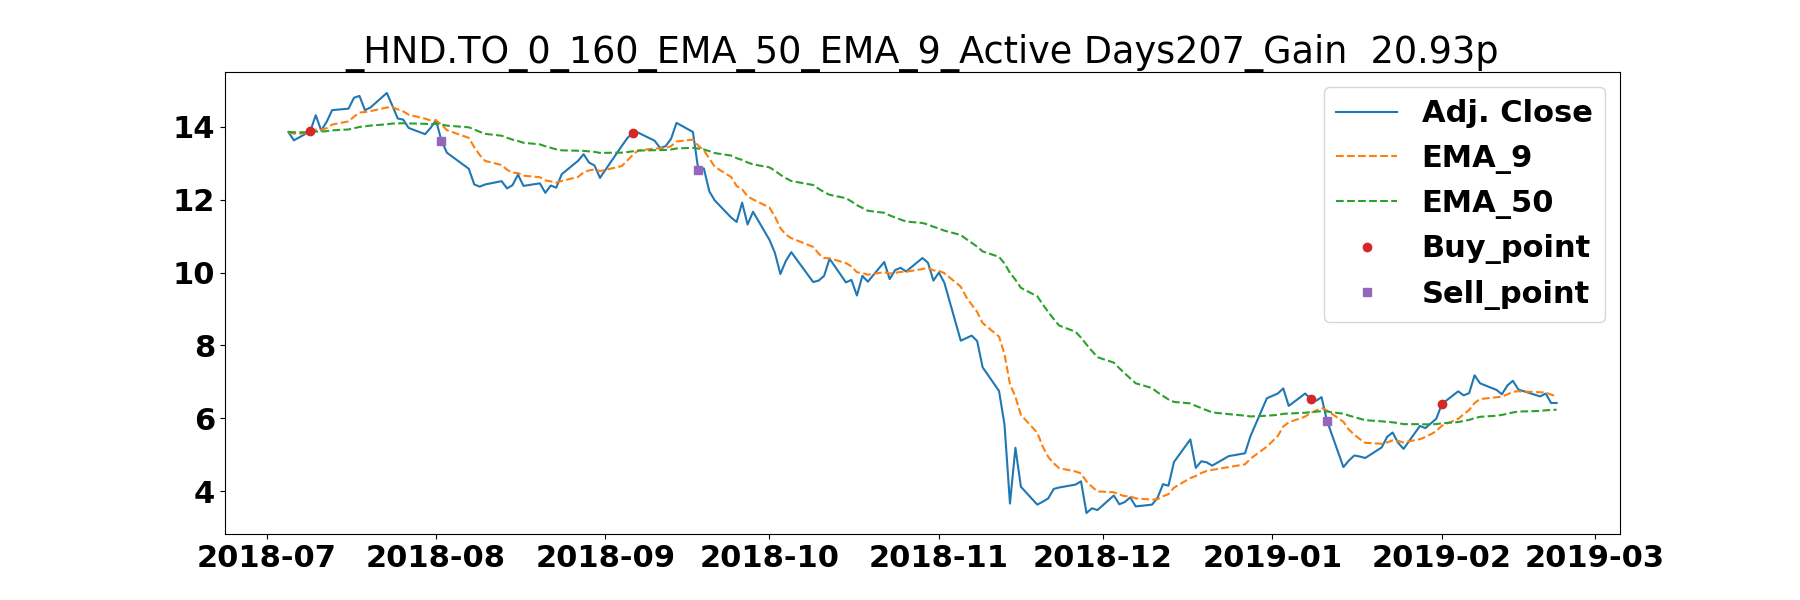 _HND.TO_0_160_EMA_50_EMA_9_Active Days207_Gain  20.93p
Adj. Close
EMA_9
EMA_50
Buy_point
Sell_point
14
12
10
8
6
4
2018-07 2018-08 2018-09 2018-10 2018-11 2018-12 2019-01 2019-02 2019-03